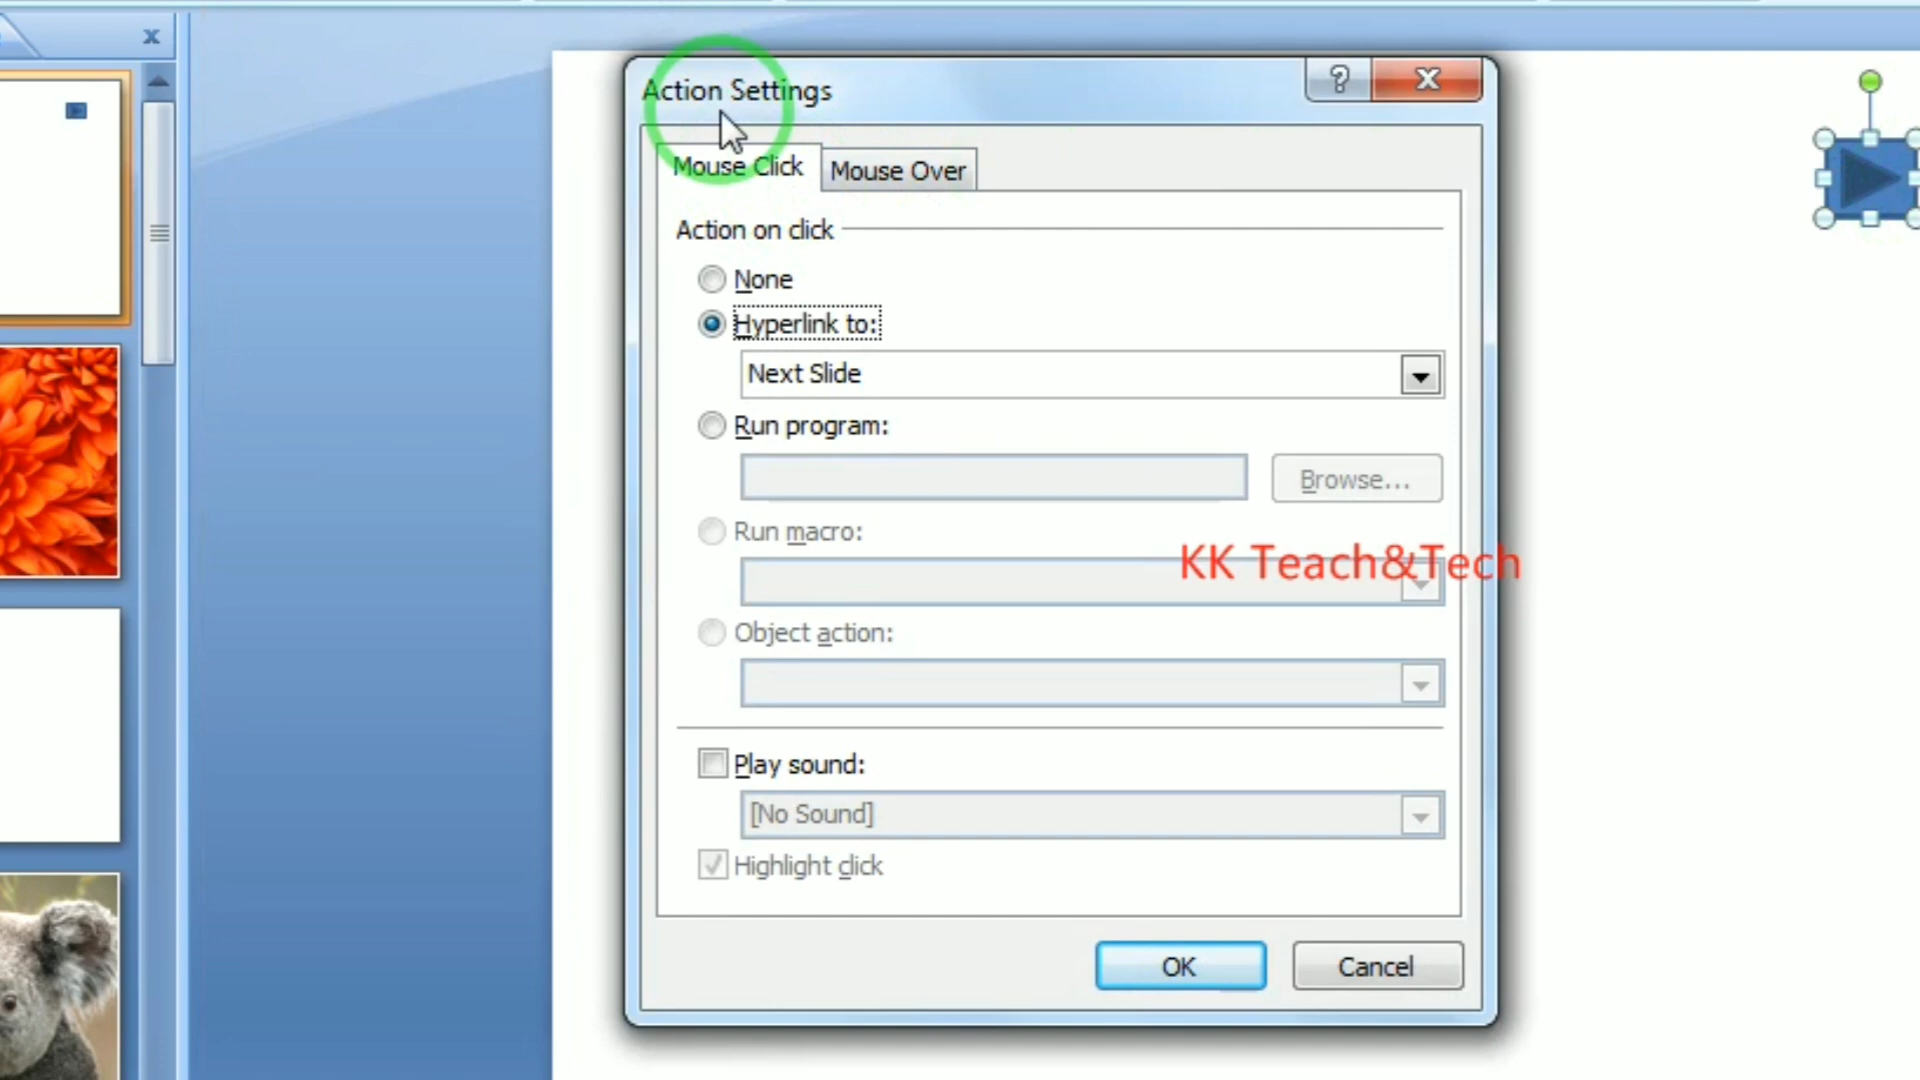 Action Settings
Mouse Click
Mouse Over
Action on click
None
Hyperlink to:
Next Slide
Run program:
Browse...
Run macro:
KK Teach&Tech
Object action:
Play sound:
[No Sound]
Highlight click
OK
Cancel